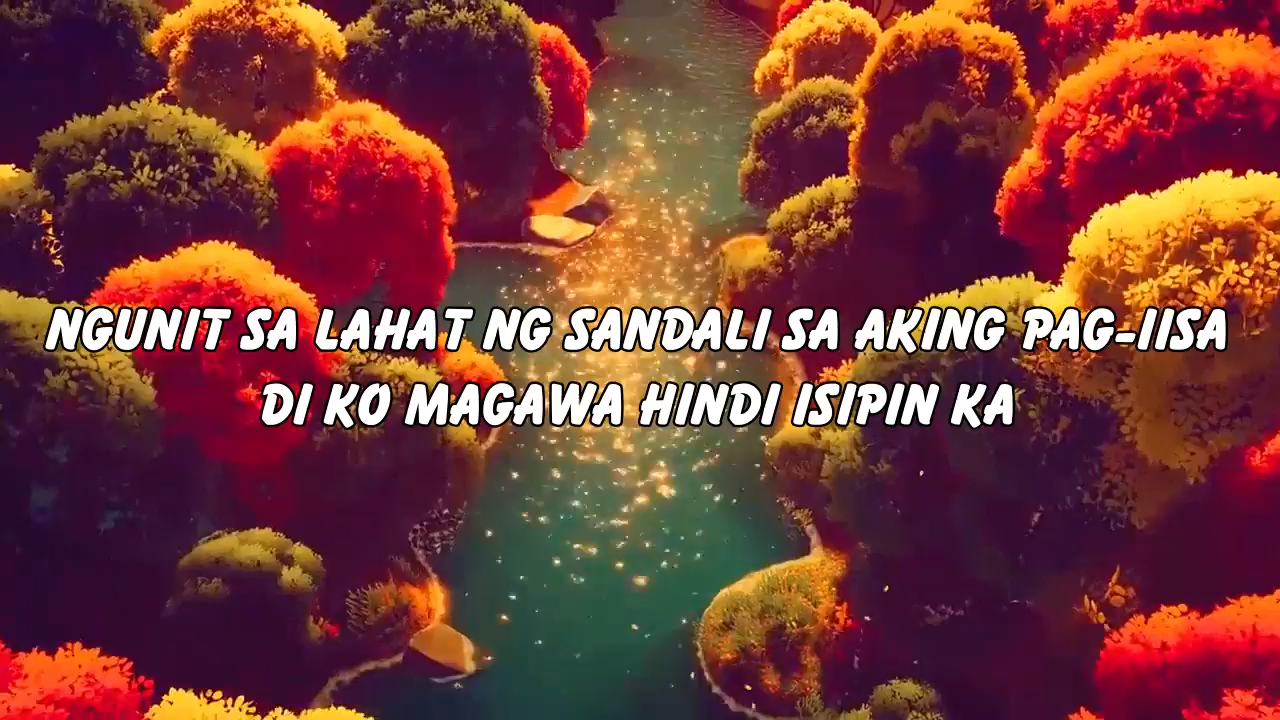 NGUNIT SA LAHAT NG SANDALI SA AKING PAG-IISA
DI KO MAGAWA HINDI ISIPIN KA